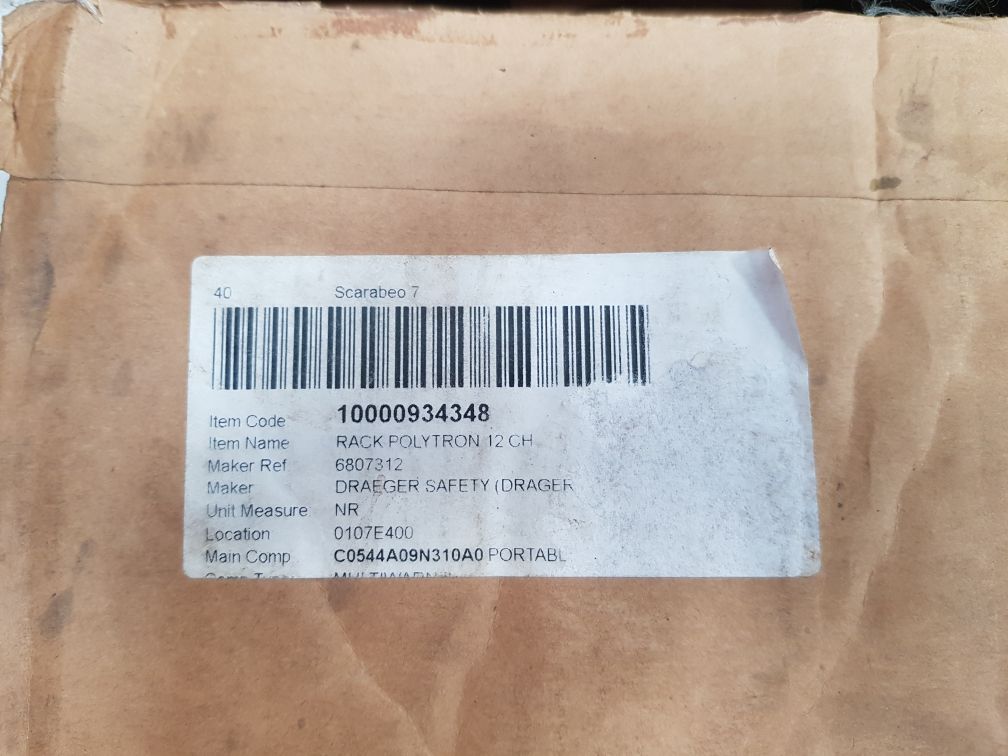 40 Scarabeo 7
Item Code 10000934348
Item Name RACK POLYTRON 12 CH
Maker Ref 6807312
Maker DRAEGER SAFETY (DRAGER
Unit Measure NR
Location 0107E400
Main Comp C0544A09N310A0 PORTABL